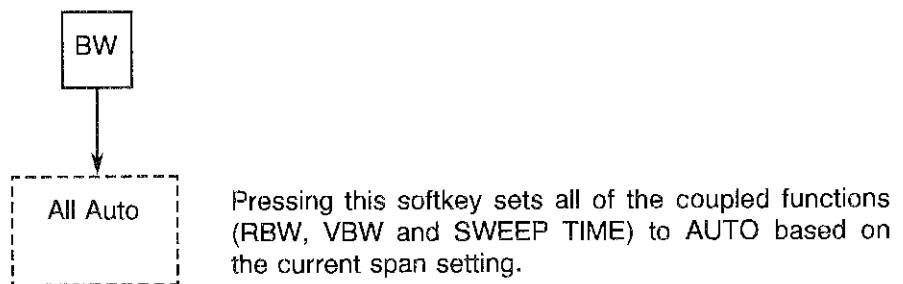 BW
All Auto
Pressing this softkey sets all of the coupled functions
(RBW, VBW and SWEEP TIME) to AUTO based on
the current span setting.